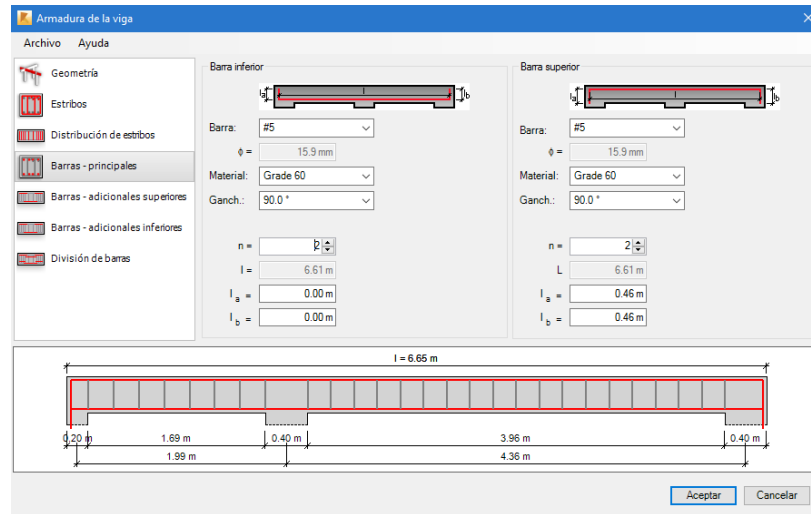 Armadura de la viga
Archivo Ayuda
Geometría
Estribos
Distribución de estribos
Barras - principales
Barras - adicionales superiores
Barras - adicionales inferiores
División de barras
Barra inferior
la l lb
Barra: #5
ϕ = 15.9 mm
Material: Grade 60
Ganch.: 90.0 °
n = 2
l = 6.61 m
l a = 0.00 m
l b = 0.00 m
Barra superior
la l lb
Barra: #5
ϕ = 15.9 mm
Material: Grade 60
Ganch.: 90.0 °
n = 2
L 6.61 m
l a = 0.46 m
l b = 0.46 m
l = 6.65 m
0.20 m 1.69 m 0.40 m 3.96 m 0.40 m
1.99 m 4.36 m
Aceptar Cancelar